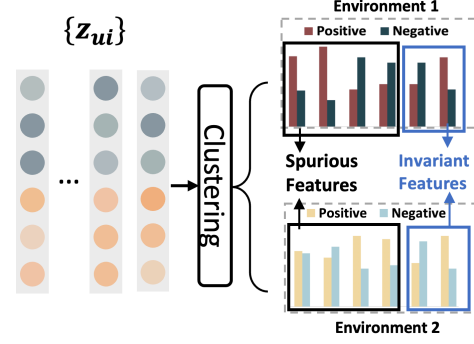 {z_ui}
...
Clustering
Environment 1
Positive Negative
Spurious
Features
Invariant
Features
Positive Negative
Environment 2